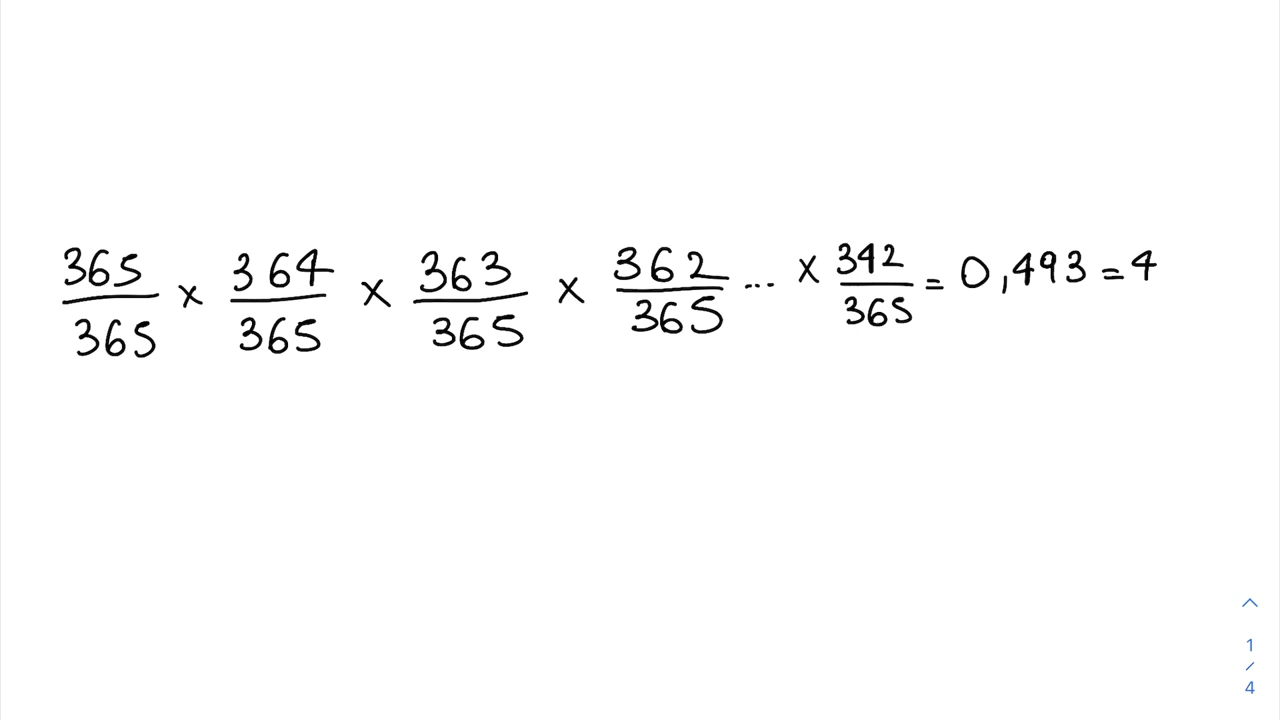 365/365 × 364/365 × 363/365 × 362/365 ... × 342/365 = 0,493 = 4
1
/
4